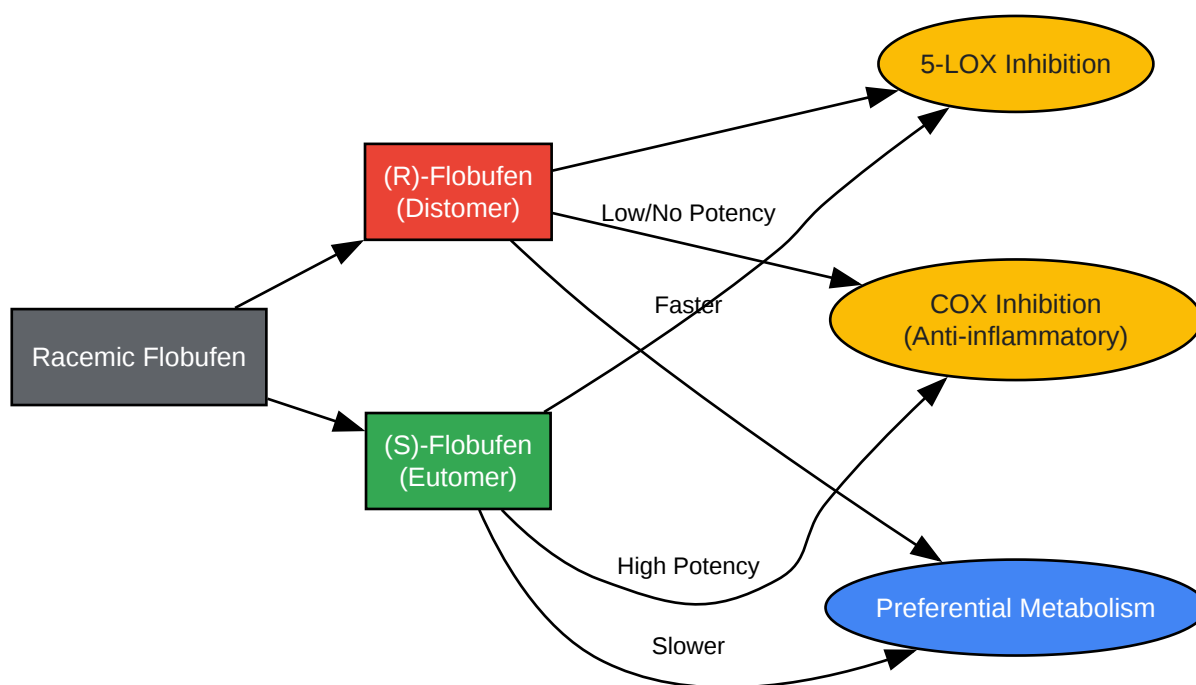 5-LOX Inhibition
(R)-Flobufen
(Distomer)
Low/No Potency
Faster
COX Inhibition
(Anti-inflammatory)
Racemic Flobufen
(S)-Flobufen
(Eutomer)
High Potency
Preferential Metabolism
Slower